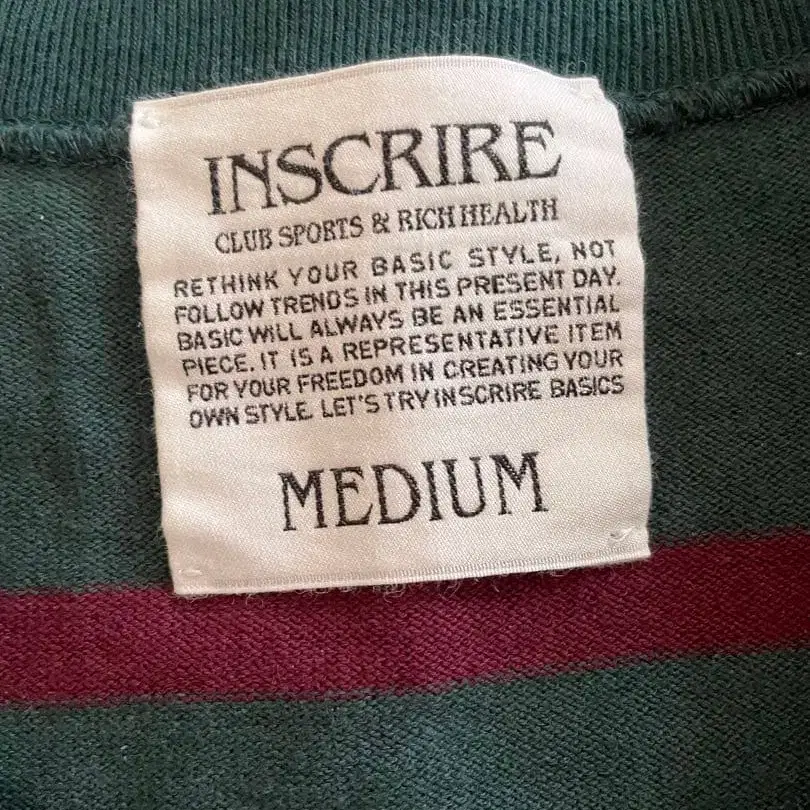 INSCRIRE
CLUB SPORTS & RICH HEALTH
RETHINK YOUR BASIC STYLE, NOT
FOLLOW TRENDS IN THIS PRESENT DAY.
BASIC WILL ALWAYS BE AN ESSENTIAL
PIECE. IT IS A REPRESENTATIVE ITEM
FOR YOUR FREEDOM IN CREATING YOUR
OWN STYLE. LET'S TRY INSCRIRE BASICS
MEDIUM